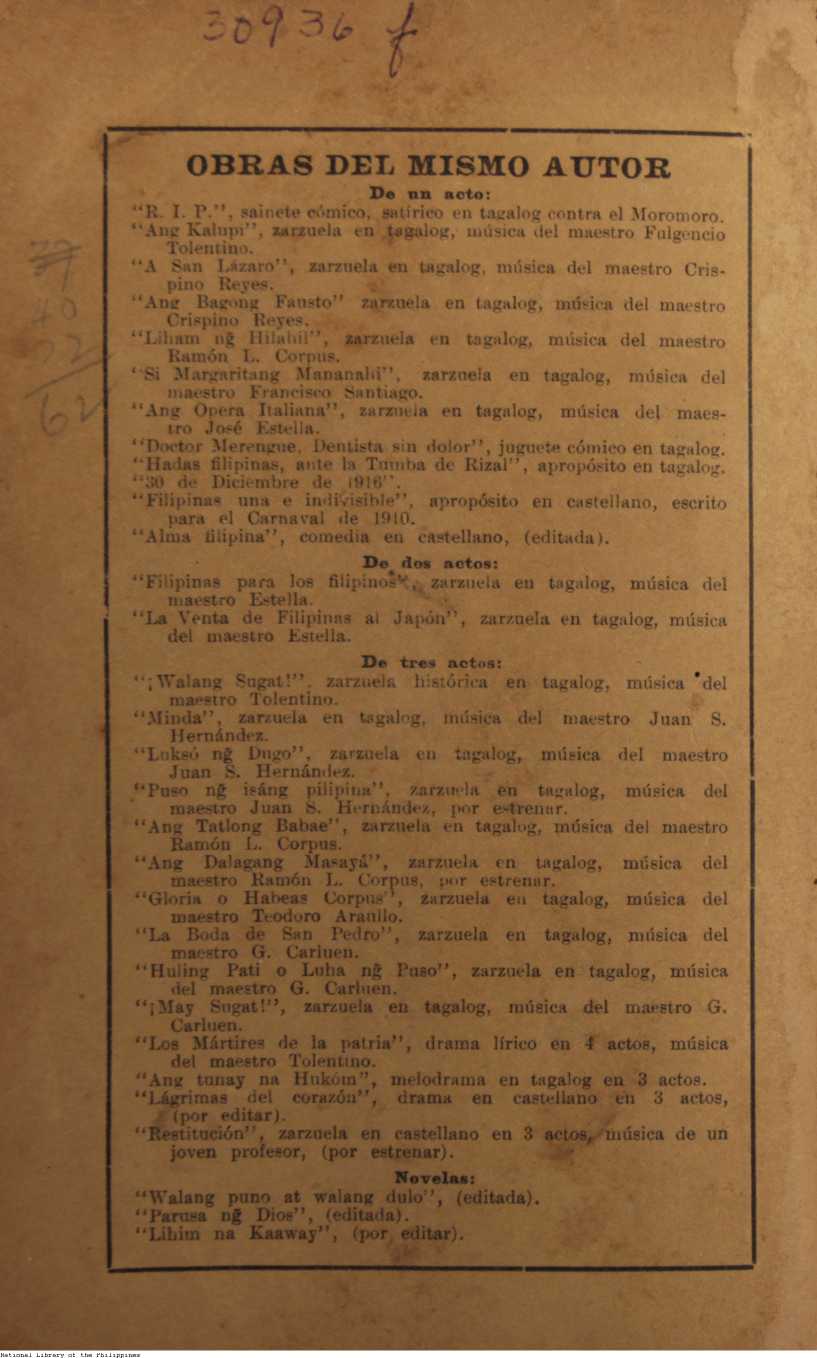 30936 f
OBRAS DEL MISMO AUTOR
De un acto:
“R. I. P.”, sainete cómico, satírico en tagalog contra el Moromoro.
“Ang Kalupi”, zarzuela en tagalog, música del maestro Fulgencio
Tolentino.
“A San Lázaro”, zarzuela en tagalog, música del maestro Cris-
pino Reyes.
“Ang Bagong Fausto” zarzuela en tagalog, música del maestro
Crispino Reyes.
“Liham ng̃ Hilahil”, zarzuela en tagalog, música del maestro
Ramón L. Corpus.
“Si Margaritang Mananahi”, zarzuela en tagalog, música del
maestro Francisco Santiago.
“Ang Opera Italiana”, zarzuela en tagalog, música del maes-
tro José Estella.
“Doctor Merengue, Dentista sin dolor”, juguete cómico en tagalog.
“Hadas filipinas, ante la Tumba de Rizal”, apropósito en tagalog.
“30 de Diciembre de 1916”.
“Filipinas una e indivisible”, apropósito en castellano, escrito
para el Carnaval de 1910.
“Alma filipina”, comedia en castellano, (editada).
De dos actos:
“Filipinas para los filipinos”, zarzuela en tagalog, música del
maestro Estella.
“La Venta de Filipinas al Japón”, zarzuela en tagalog, música
del maestro Estella.
De tres actos:
“¡Walang Sugat!”, zarzuela histórica en tagalog, música del
maestro Tolentino.
“Minda”, zarzuela en tagalog, música del maestro Juan S.
Hernández.
“Luksó ng̃ Dugo”, zarzuela en tagalog, música del maestro
Juan S. Hernández.
“Puso ng̃ isáng pilipina”, zarzuela en tagalog, música del
maestro Juan S. Hernández, por estrenar.
“Ang Tatlong Babae”, zarzuela en tagalog, música del maestro
Ramón L. Corpus.
“Ang Dalagang Masayá”, zarzuela en tagalog, música del
maestro Ramón L. Corpus, por estrenar.
“Gloria o Habeas Corpus”, zarzuela en tagalog, música del
maestro Teodoro Araullo.
“La Boda de San Pedro”, zarzuela en tagalog, música del
maestro G. Carluen.
“Huling Pati o Luha ng̃ Puso”, zarzuela en tagalog, música
del maestro G. Carluen.
“¡May Sugat!”, zarzuela en tagalog, música del maestro G.
Carluen.
“Los Mártires de la patria”, drama lírico en 4 actos, música
del maestro Tolentino.
“Ang tunay na Hukóm”, melodrama en tagalog en 3 actos.
“Lágrimas del corazón”, drama en castellano en 3 actos,
(por editar).
“Restitución”, zarzuela en castellano en 3 actos, música de un
joven profesor, (por estrenar).
Novelas:
“Walang puno at walang dulo”, (editada).
“Parusa ng̃ Dios”, (editada).
“Lihim na Kaaway”, (por editar).
40
62
National Library of the Philippines